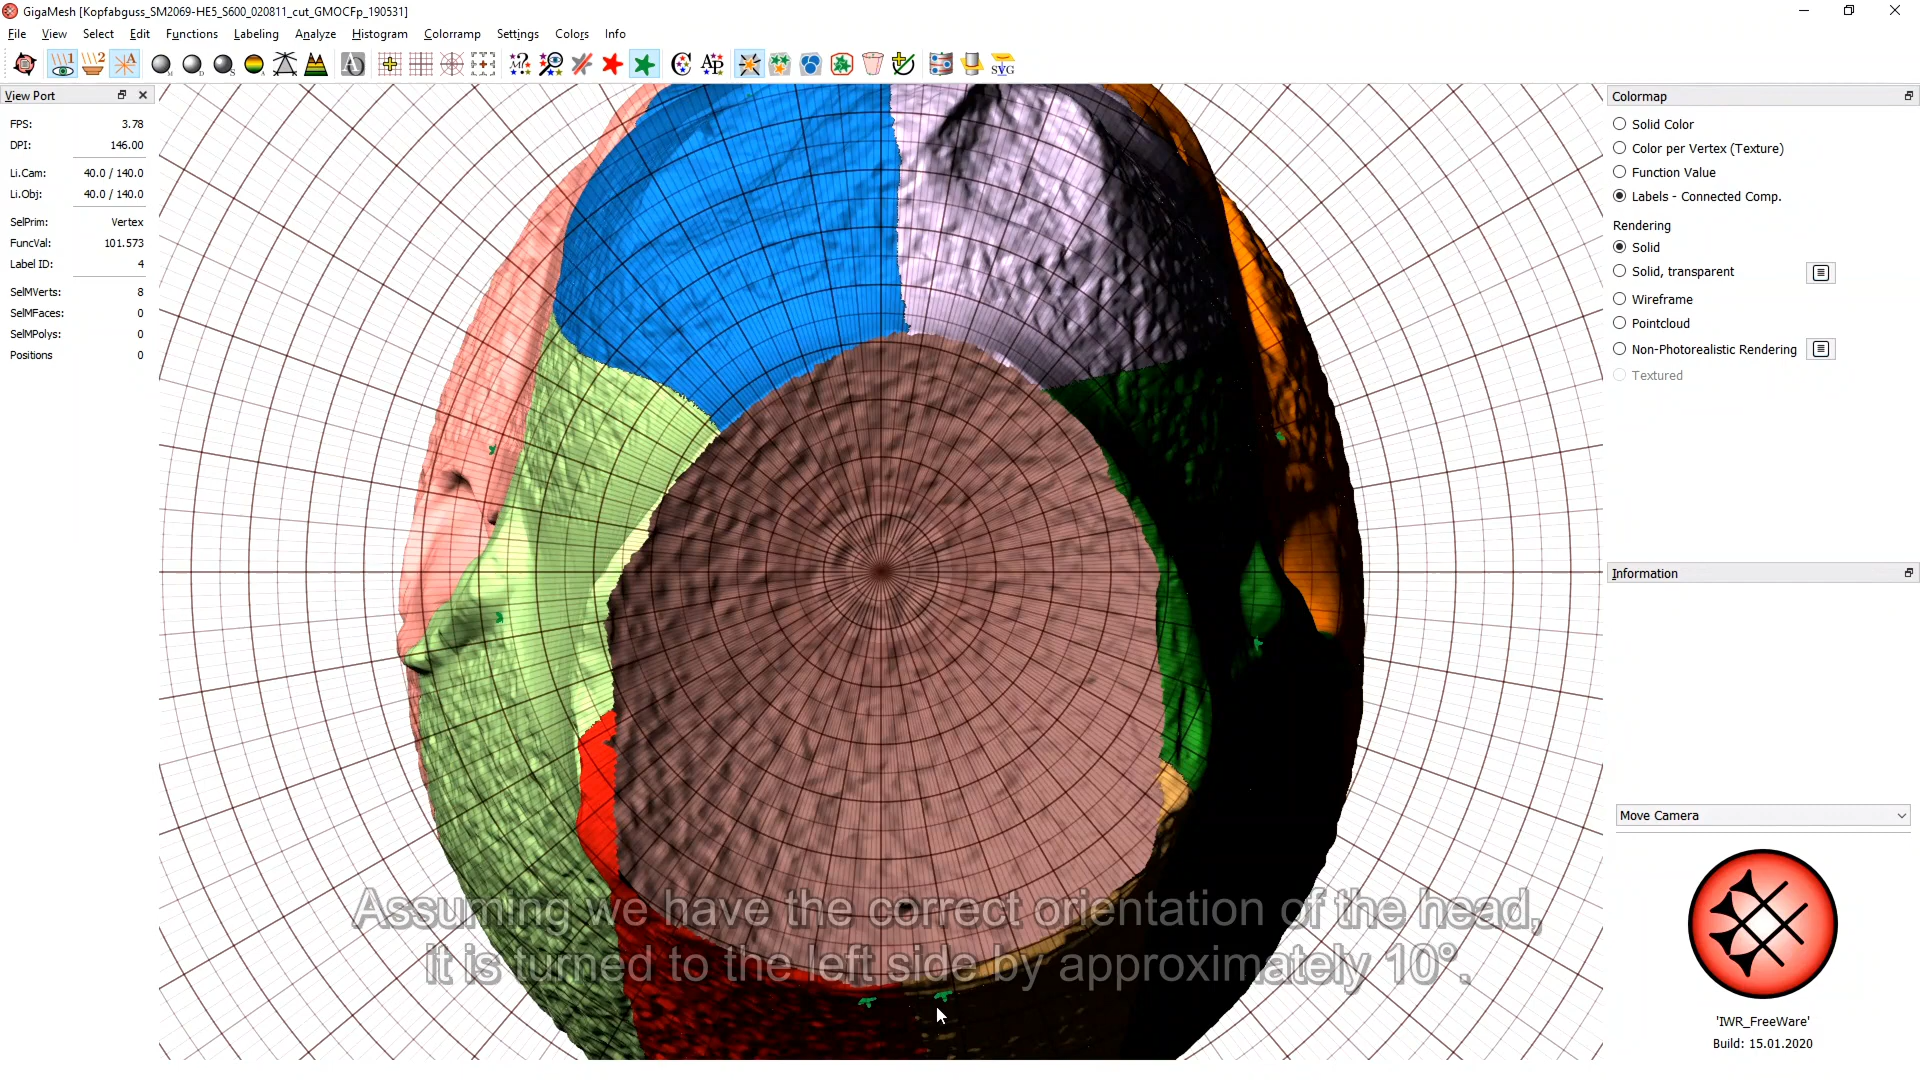 GigaMesh [Kopfabguss_SM2069-HE5_S600_020811_cut_GMOCFp_190531]
File View Select Edit Functions Labeling Analyze Histogram Colorramp Settings Colors Info
1 2 A M D S A A M? AP SVG
View Port
FPS: 3.78
DPI: 146.00
Li.Cam: 40.0 / 140.0
Li.Obj: 40.0 / 140.0
SelPrim: Vertex
FuncVal: 101.573
Label ID: 4
SelMVerts: 8
SelMFaces: 0
SelMPolys: 0
Positions 0
Assuming we have the correct orientation of the head,
it is turned to the left side by approximately 10°.
Colormap
Solid Color
Color per Vertex (Texture)
Function Value
Labels - Connected Comp.
Rendering
Solid
Solid, transparent
Wireframe
Pointcloud
Non-Photorealistic Rendering
Textured
Information
Move Camera
'IWR_FreeWare'
Build: 15.01.2020